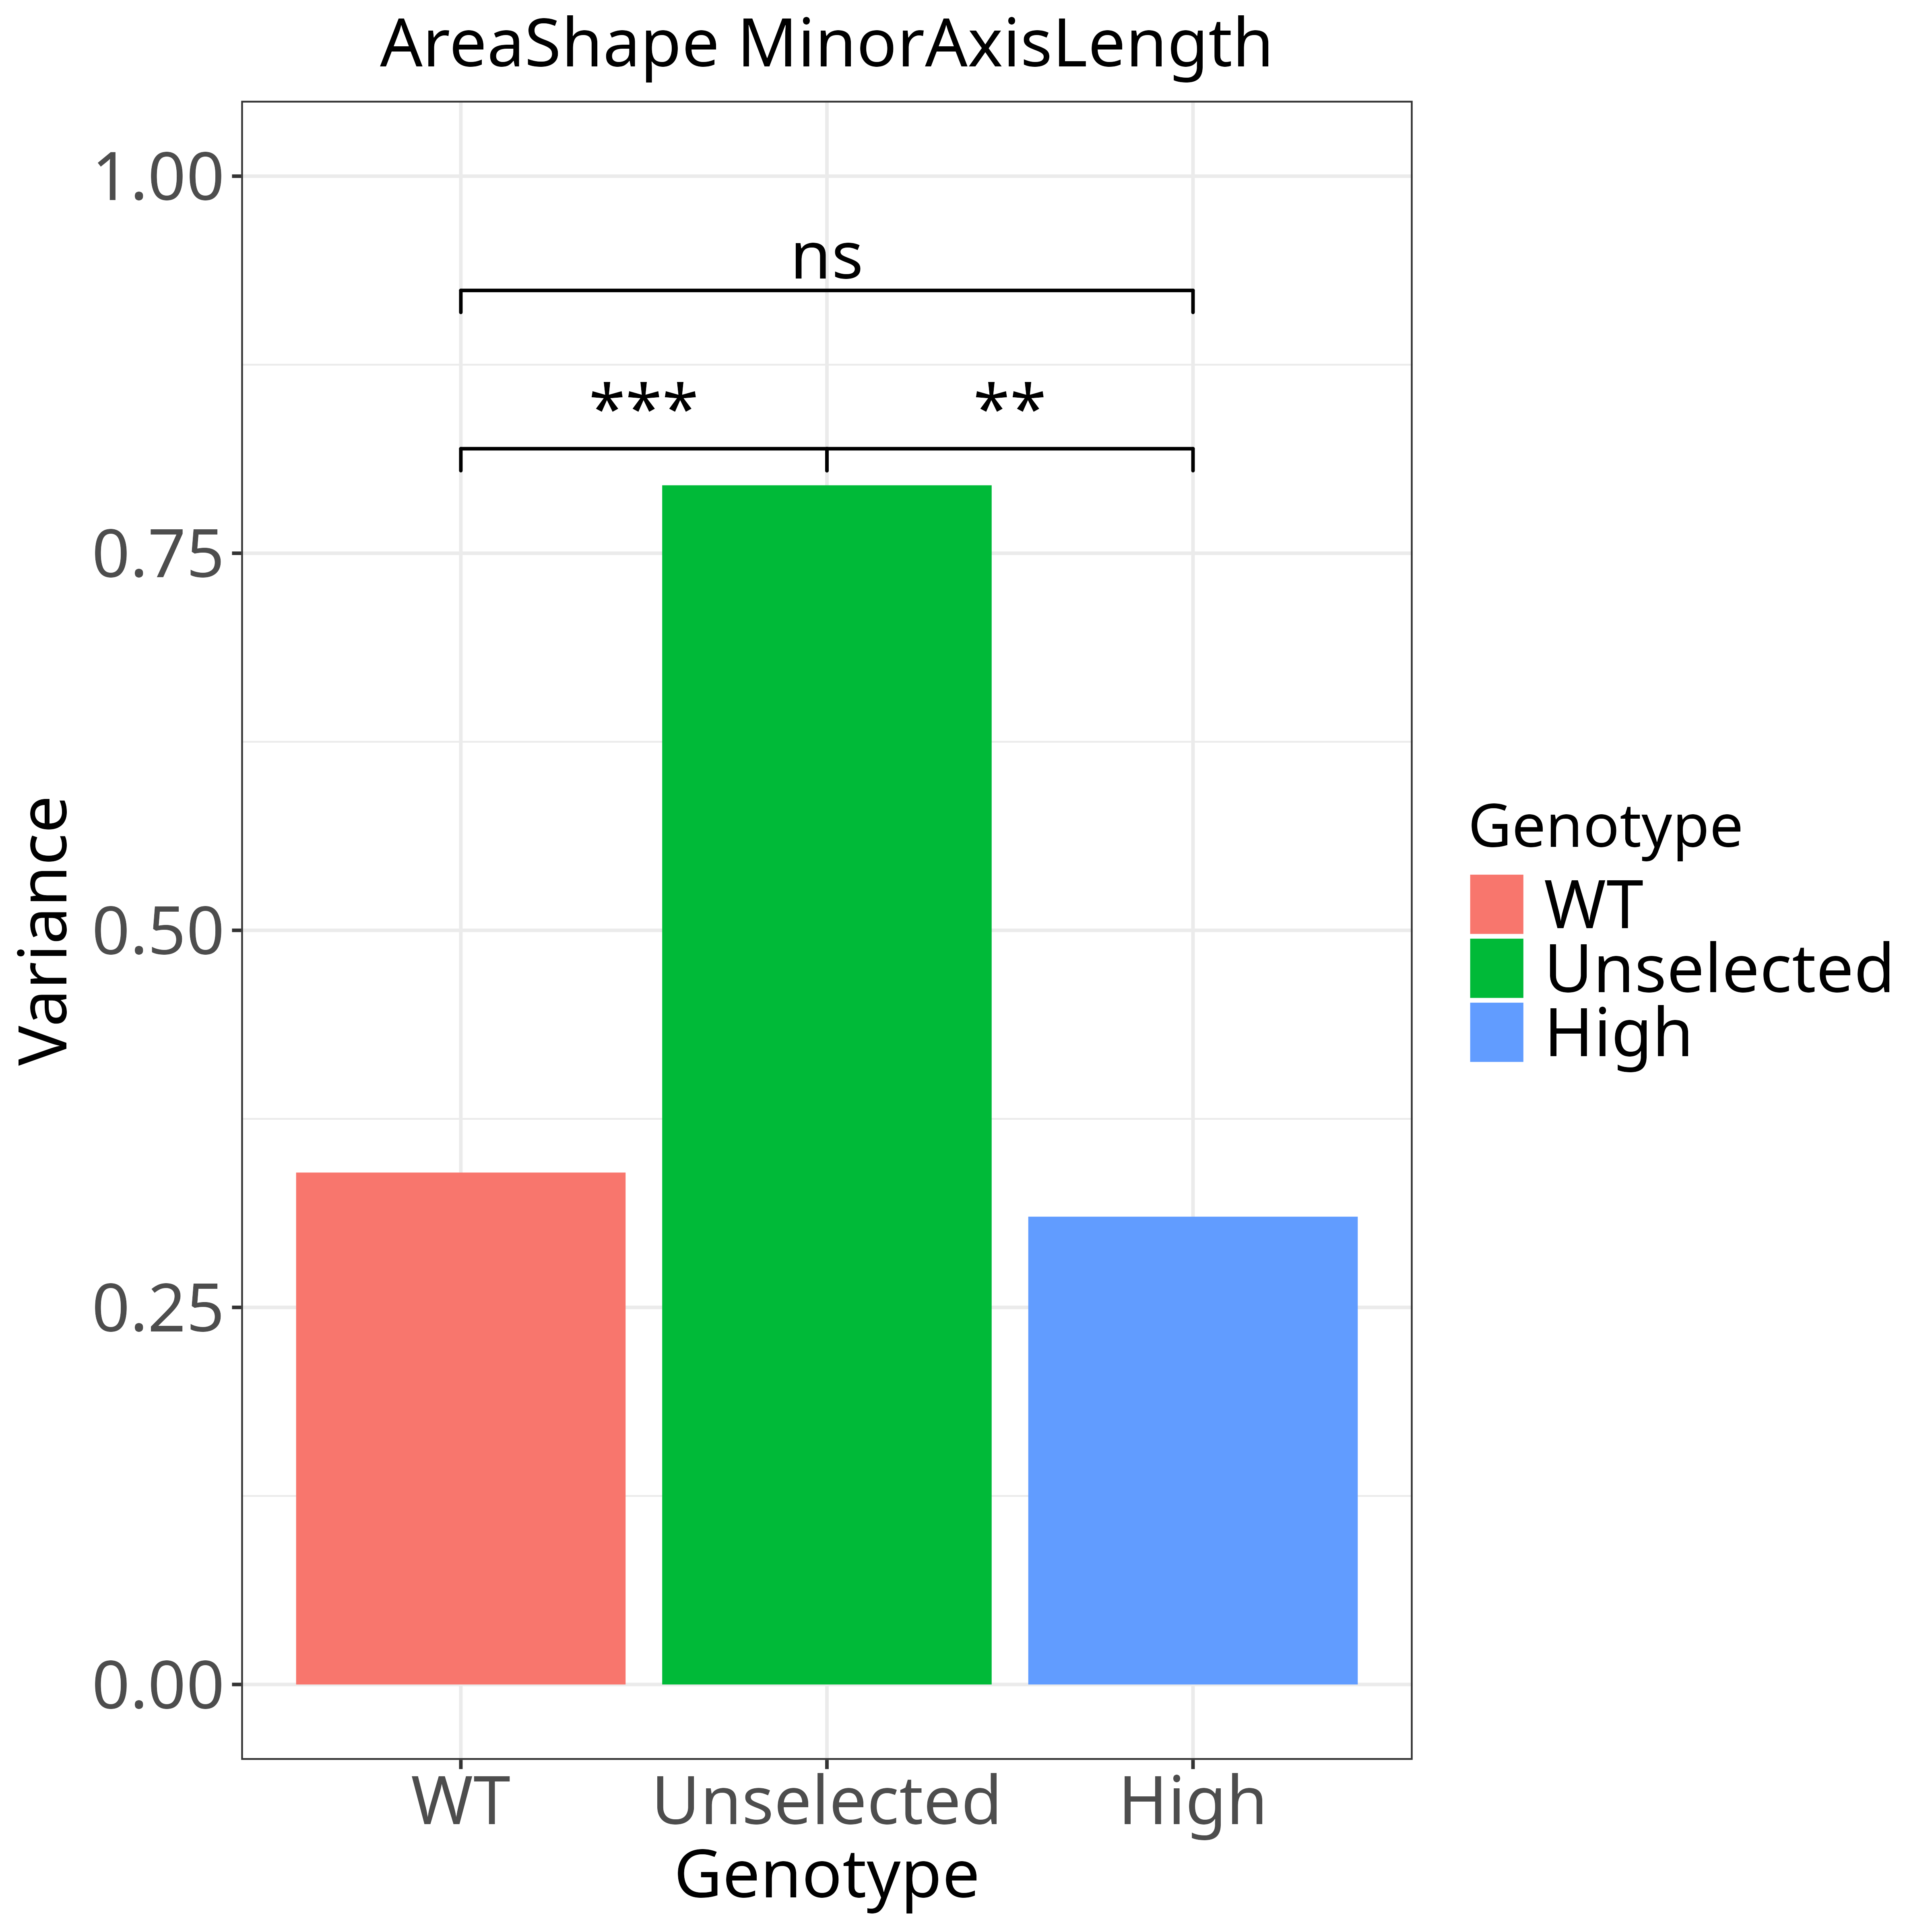 AreaShape MinorAxisLength
1.00
0.75
0.50
0.25
0.00
Variance
ns
*** **
WT Unselected High
Genotype
Genotype
WT
Unselected
High